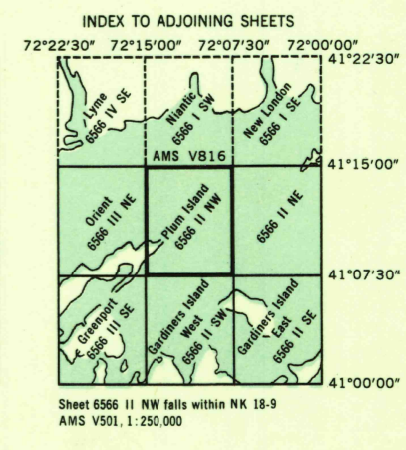 INDEX TO ADJOINING SHEETS
72°22'30" 72°15'00" 72°07'30" 72°00'00"
41°22'30"
Lyme
6566 IV SE
Niantic
6566 I SW
New London
6566 I SE
AMS V816
41°15'00"
Orient
6566 III NE
Plum Island
6566 II NW
6566 II NE
41°07'30"
Greenport
6566 III SE
Gardiners Island
West
6566 II SW
Gardiners Island
East
6566 II SE
41°00'00"
Sheet 6566 II NW falls within NK 18-9
AMS V501, 1:250,000